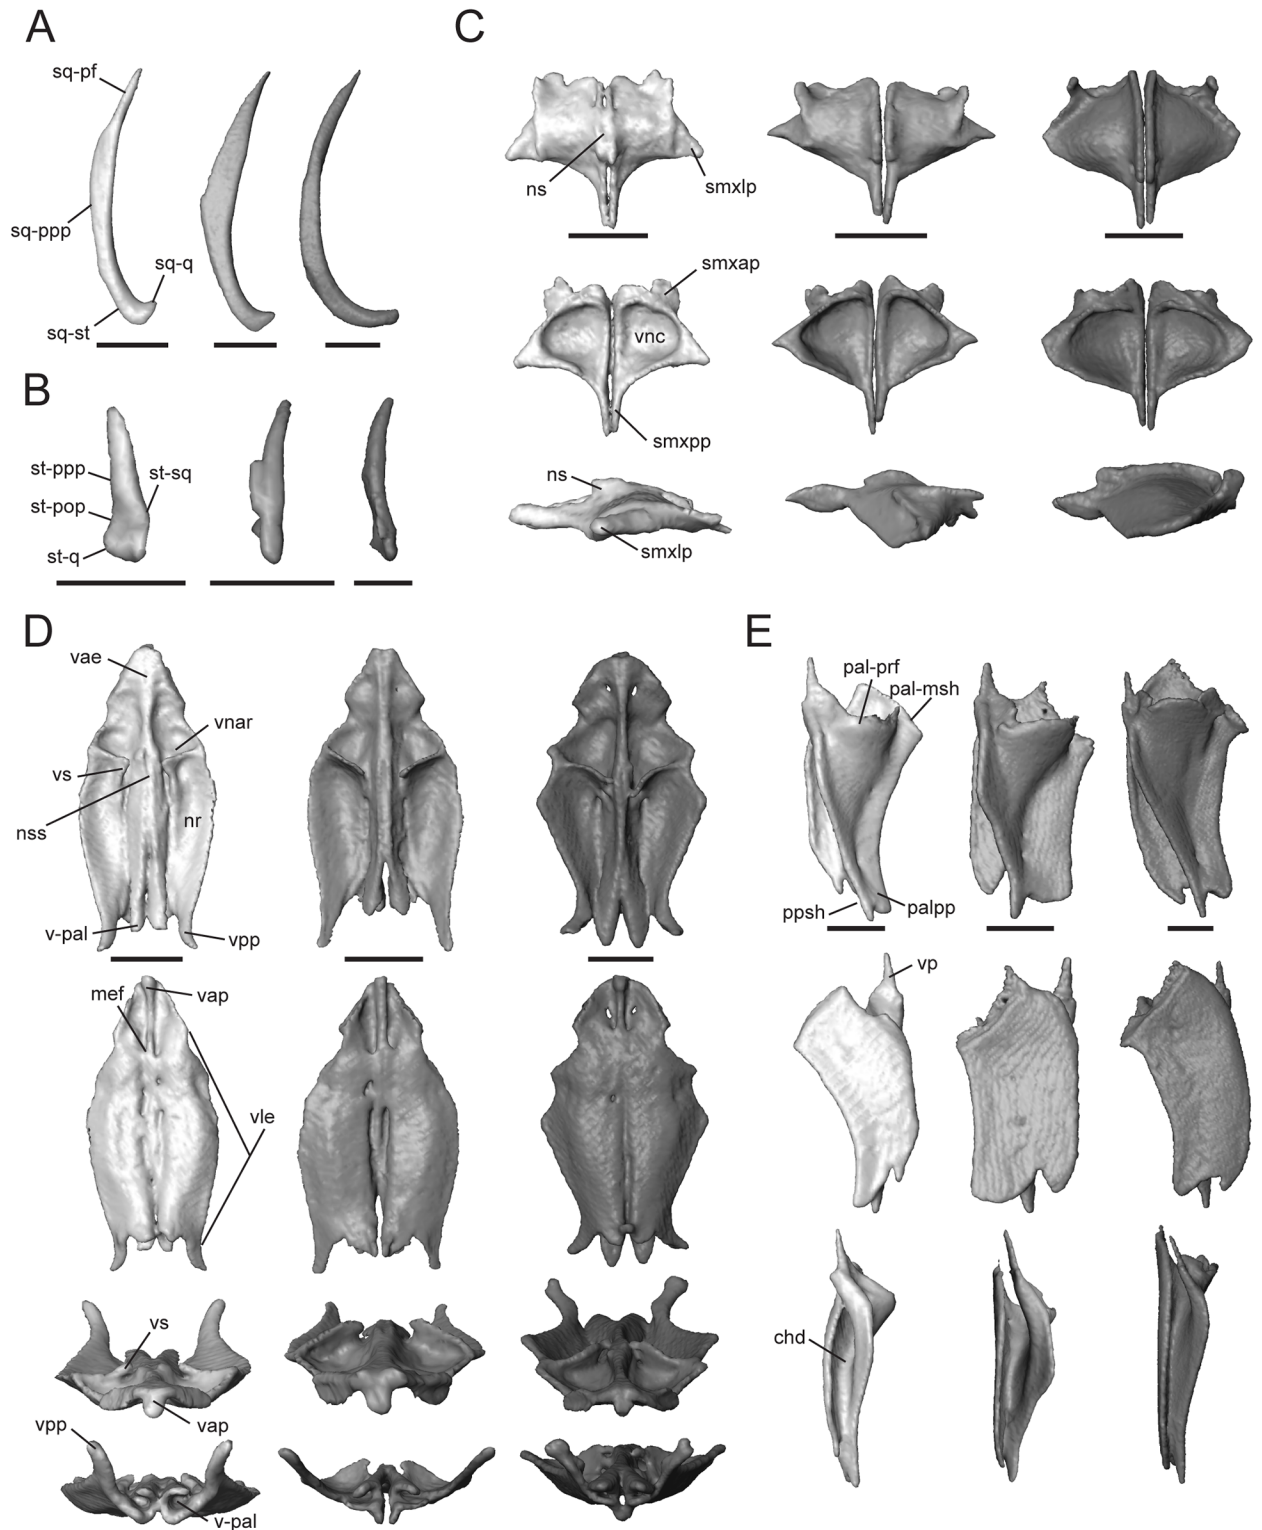 A
sq-pf
sq-ppp
sq-q
sq-st
B
st-ppp
st-sq
st-pop
st-q
C
ns
smxlp
smxap
vnc
smxpp
ns
smxlp
D
vae
vnar
vs
nss
nr
v-pal
vpp
mef
vap
vle
vs
vap
vpp
v-pal
E
pal-prf
pal-msh
ppsh
palpp
vp
chd